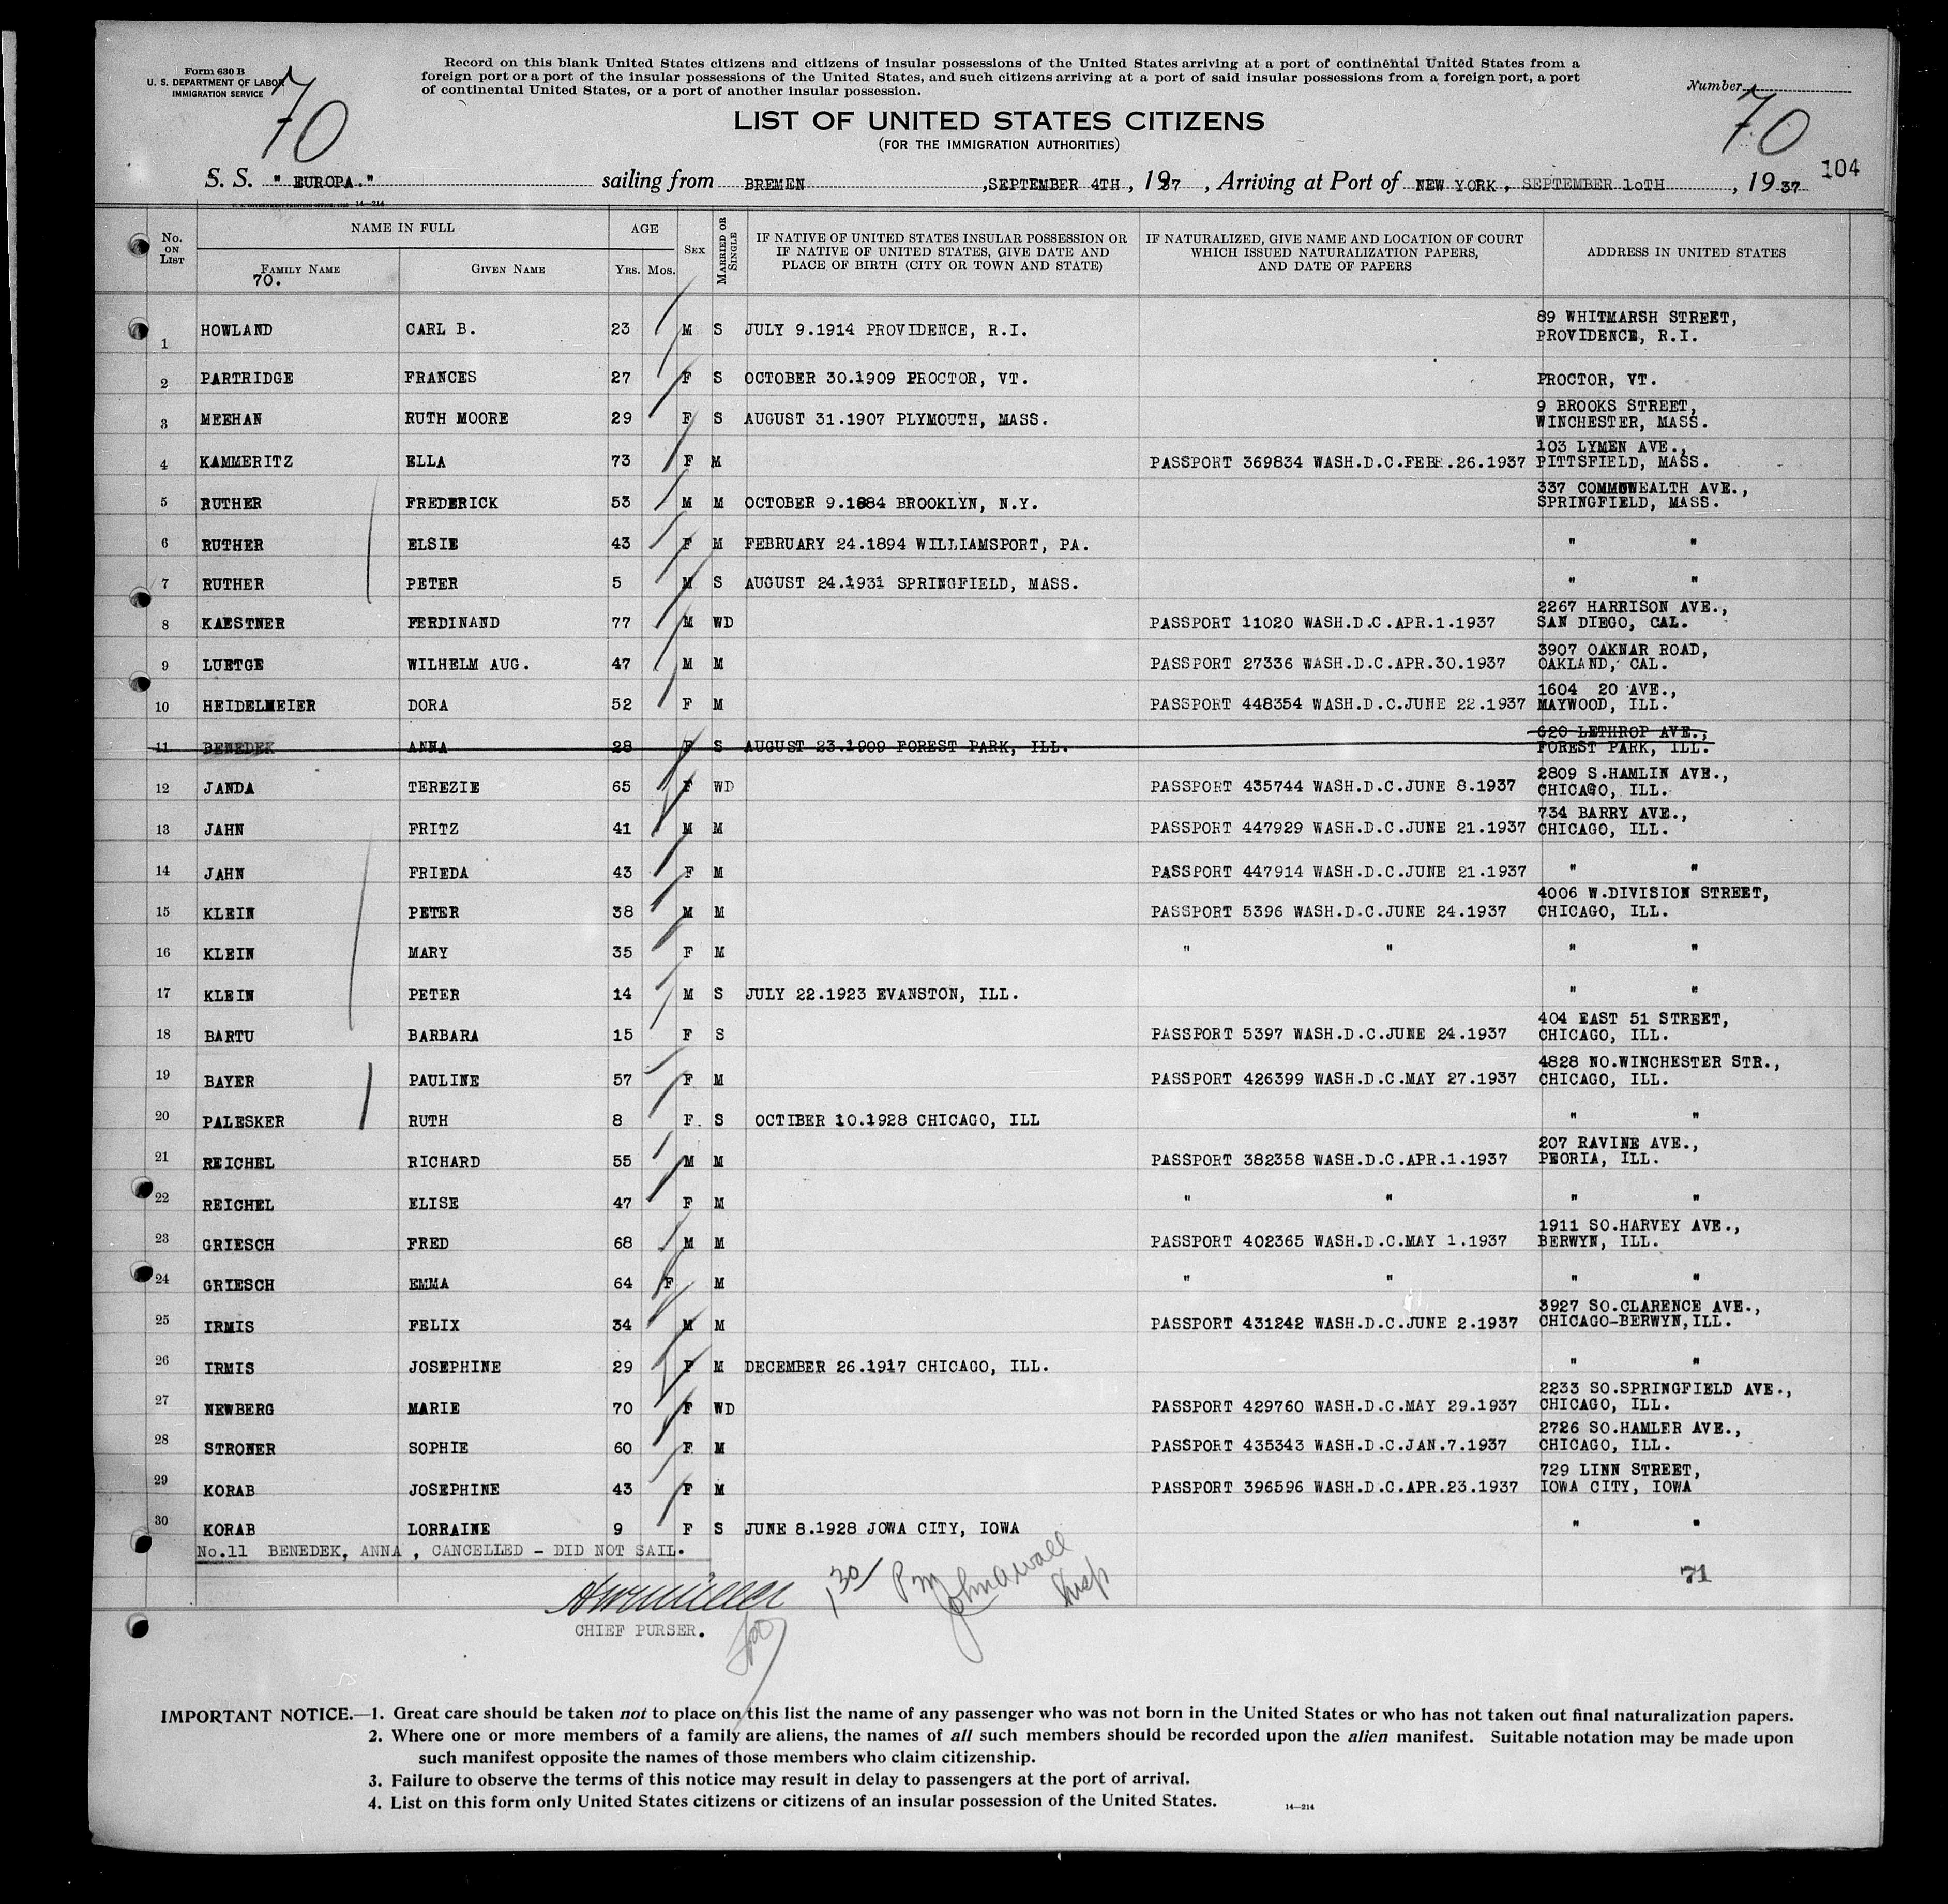 Form 630 B
U. S. DEPARTMENT OF LABOR
IMMIGRATION SERVICE
70
Record on this blank United States citizens and citizens of insular possessions of the United States arriving at a port of continental United States from a
foreign port or a port of the insular possessions of the United States, and such citizens arriving at a port of said insular possessions from a foreign port, a port
of continental United States, or a port of another insular possession.
Number
70
LIST OF UNITED STATES CITIZENS
(FOR THE IMMIGRATION AUTHORITIES)
104
S. S. " EUROPA." sailing from BREMEN ,SEPTEMBER 4TH , 1937 , Arriving at Port of NEW YORK, SEPTEMBER 1oTH , 19 37
14—214
No. ON LIST NAME IN FULL AGE SEX MARRIED OR SINGLE IF NATIVE OF UNITED STATES INSULAR POSSESSION OR IF NATIVE OF UNITED STATES, GIVE DATE AND PLACE OF BIRTH (CITY OR TOWN AND STATE) IF NATURALIZED, GIVE NAME AND LOCATION OF COURT WHICH ISSUED NATURALIZATION PAPERS, AND DATE OF PAPERS ADDRESS IN UNITED STATES
FAMILY NAME GIVEN NAME YRS. MOS.
70.
89 WHITMARSH STREET,
1 HOWLAND CARL B. 23 M S JULY 9.1914 PROVIDENCE, R.I. PROVIDENCE, R.I.
2 PARTRIDGE FRANCES 27 F S OCTOBER 30.1909 PROCTOR, VT. PROCTOR, VT.
9 BROOKS STREET,
3 MEEHAN RUTH MOORE 29 F S AUGUST 31.1907 PLYMOUTH, MASS. WINCHESTER, MASS.
103 LYMEN AVE.,
4 KAMMERITZ ELLA 73 F M PASSPORT 369834 WASH.D.C.FEBR.26.1937 PITTSFIELD, MASS.
337 COMMONWEALTH AVE.,
5 RUTHER FREDERICK 53 M M OCTOBER 9.1884 BROOKLYN, N.Y. SPRINGFIELD, MASS.
6 RUTHER ELSIE 43 F M FEBRUARY 24.1894 WILLIAMSPORT, PA. " "
7 RUTHER PETER 5 M S AUGUST 24.1931 SPRINGFIELD, MASS. " "
2267 HARRISON AVE.,
8 KAESTNER FERDINAND 77 M WD PASSPORT 11020 WASH.D.C.APR.1.1937 SAN DIEGO, CAL.
3907 OAKNAR ROAD,
9 LUETGE WILHELM AUG. 47 M M PASSPORT 27336 WASH.D.C.APR.30.1937 OAKLAND, CAL.
1604 20 AVE.,
10 HEIDELMEIER DORA 52 F M PASSPORT 448354 WASH.D.C.JUNE 22.1937 MAYWOOD, ILL.
620 LETHROP AVE.,
11 BENEDEK ANNA 28 F S AUGUST 23.1909 FOREST PARK, ILL. FOREST PARK, ILL.
2809 S.HAMLIN AVE.,
12 JANDA TEREZIE 65 F WD PASSPORT 435744 WASH.D.C.JUNE 8.1937 CHICAGO, ILL.
734 BARRY AVE.,
13 JAHN FRITZ 41 M M PASSPORT 447929 WASH.D.C.JUNE 21.1937 CHICAGO, ILL.
14 JAHN FRIEDA 43 F M PASSPORT 447914 WASH.D.C.JUNE 21.1937 " "
4006 W.DIVISION STREET,
15 KLEIN PETER 38 M M PASSPORT 5396 WASH.D.C.JUNE 24.1937 CHICAGO, ILL.
16 KLEIN MARY 35 F M " " " "
17 KLEIN PETER 14 M S JULY 22.1923 EVANSTON, ILL. " "
404 EAST 51 STREET,
18 BARTU BARBARA 15 F S PASSPORT 5397 WASH.D.C.JUNE 24.1937 CHICAGO, ILL.
4828 NO.WINCHESTER STR.,
19 BAYER PAULINE 57 F M PASSPORT 426399 WASH.D.C.MAY 27.1937 CHICAGO, ILL.
20 PALESKER RUTH 8 F. S OCTIBER 10.1928 CHICAGO, ILL " "
207 RAVINE AVE.,
21 REICHEL RICHARD 55 M M PASSPORT 382358 WASH.D.C.APR.1.1937 PEORIA, ILL.
22 REICHEL ELISE 47 F M " " " "
1911 SO.HARVEY AVE.,
23 GRIESCH FRED 68 M M PASSPORT 402365 WASH.D.C.MAY 1.1937 BERWYN, ILL.
24 GRIESCH EMMA 64 F M " " " "
3927 SO.CLARENCE AVE.,
25 IRMIS FELIX 34 M M PASSPORT 431242 WASH.D.C.JUNE 2.1937 CHICAGO-BERWYN,ILL.
26 IRMIS JOSEPHINE 29 F M DECEMBER 26.1917 CHICAGO, ILL. " "
2233 SO.SPRINGFIELD AVE.,
27 NEWBERG MARIE 70 F WD PASSPORT 429760 WASH.D.C.MAY 29.1937 CHICAGO, ILL.
2726 SO.HAMLER AVE.,
28 STRONER SOPHIE 60 F M PASSPORT 435343 WASH.D.C.JAN.7.1937 CHICAGO, ILL.
729 LINN STREET,
29 KORAB JOSEPHINE 43 F M PASSPORT 396596 WASH.D.C.APR.23.1937 IOWA CITY, IOWA
30 KORAB LORRAINE 9 F S JUNE 8.1928 JOWA CITY, IOWA " "
No.11 BENEDEK, ANNA , CANCELLED - DID NOT SAIL.
71
1 30/ Pm John A Wall Insp
CHIEF PURSER.
IMPORTANT NOTICE.—1. Great care should be taken not to place on this list the name of any passenger who was not born in the United States or who has not taken out final naturalization papers.
2. Where one or more members of a family are aliens, the names of all such members should be recorded upon the alien manifest. Suitable notation may be made upon
such manifest opposite the names of those members who claim citizenship.
3. Failure to observe the terms of this notice may result in delay to passengers at the port of arrival.
4. List on this form only United States citizens or citizens of an insular possession of the United States.
14—214